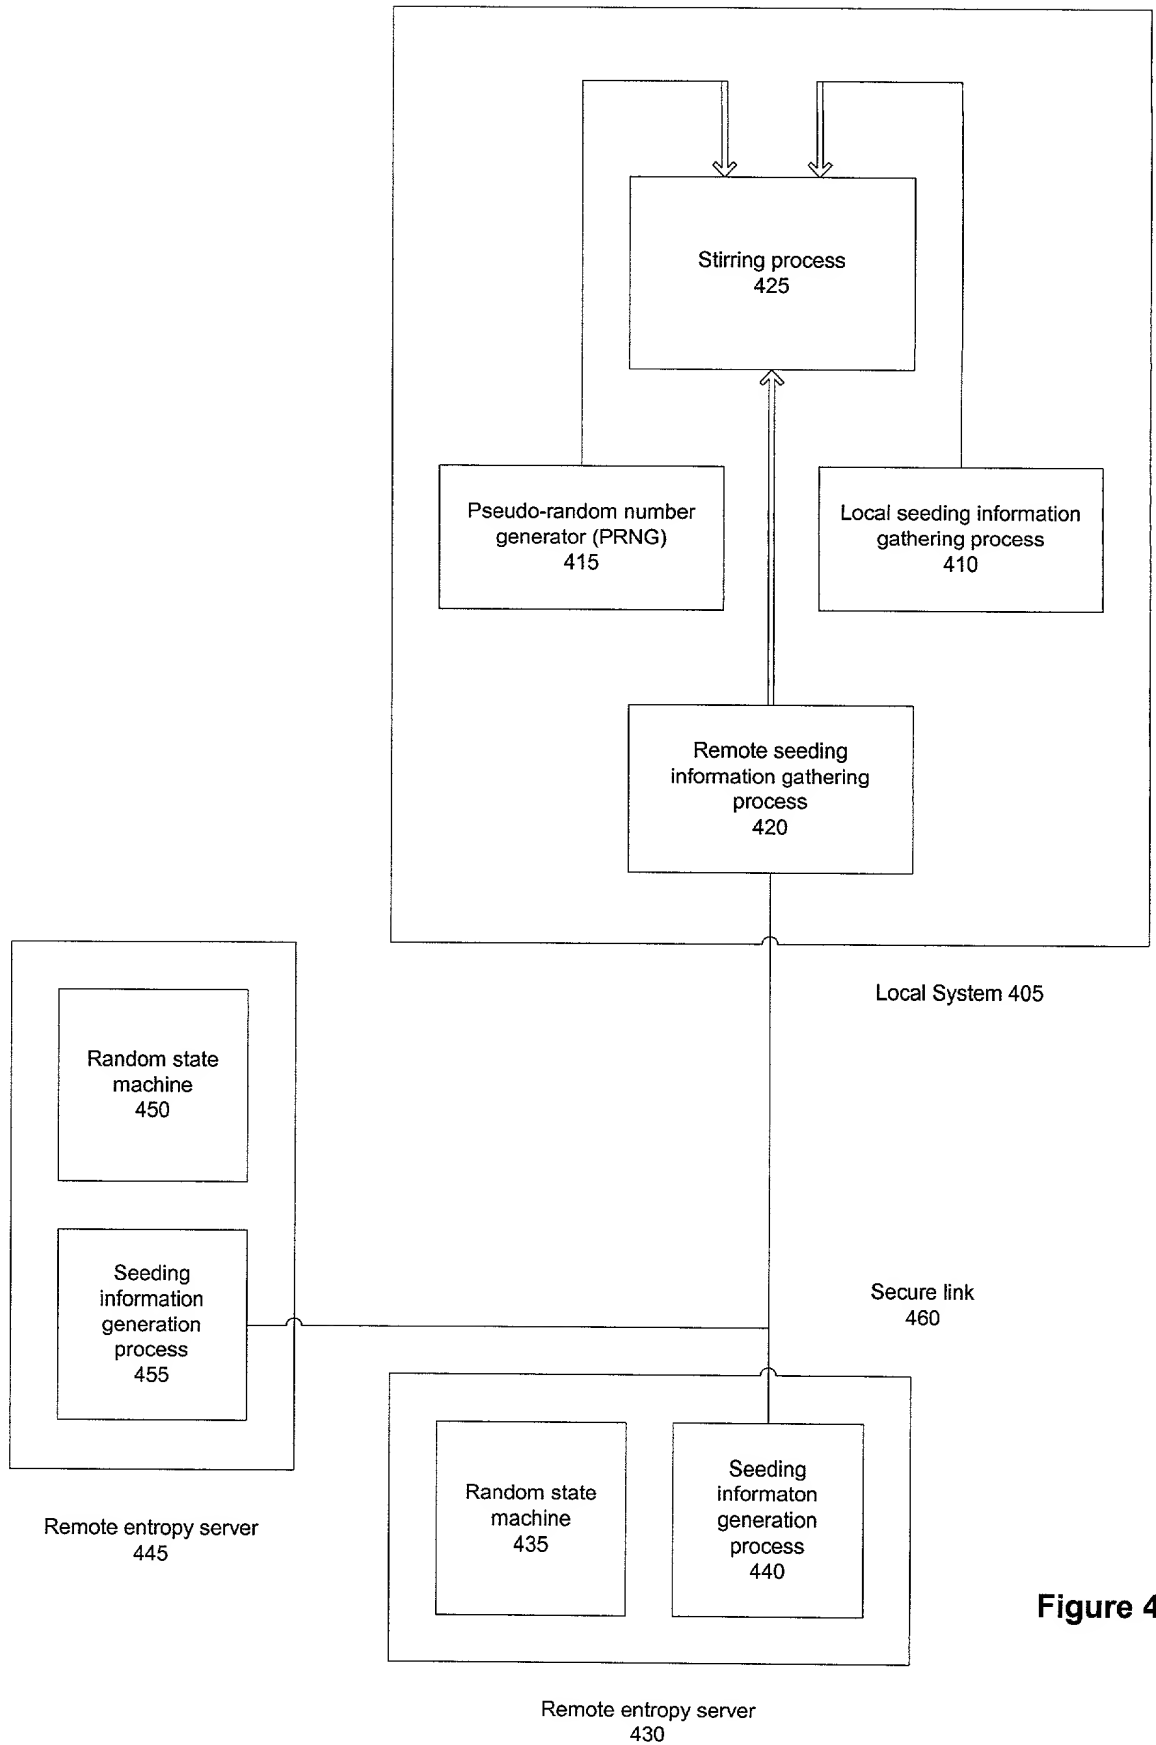 Stirring process
425
Pseudo-random number
generator (PRNG)
415
Local seeding information
gathering process
410
Remote seeding
information gathering
process
420
Local System 405
Random state
machine
450
Seeding
information
generation
process
455
Secure link
460
Remote entropy server
445
Random state
machine
435
Seeding
informaton
generation
process
440
Figure 4
Remote entropy server
430